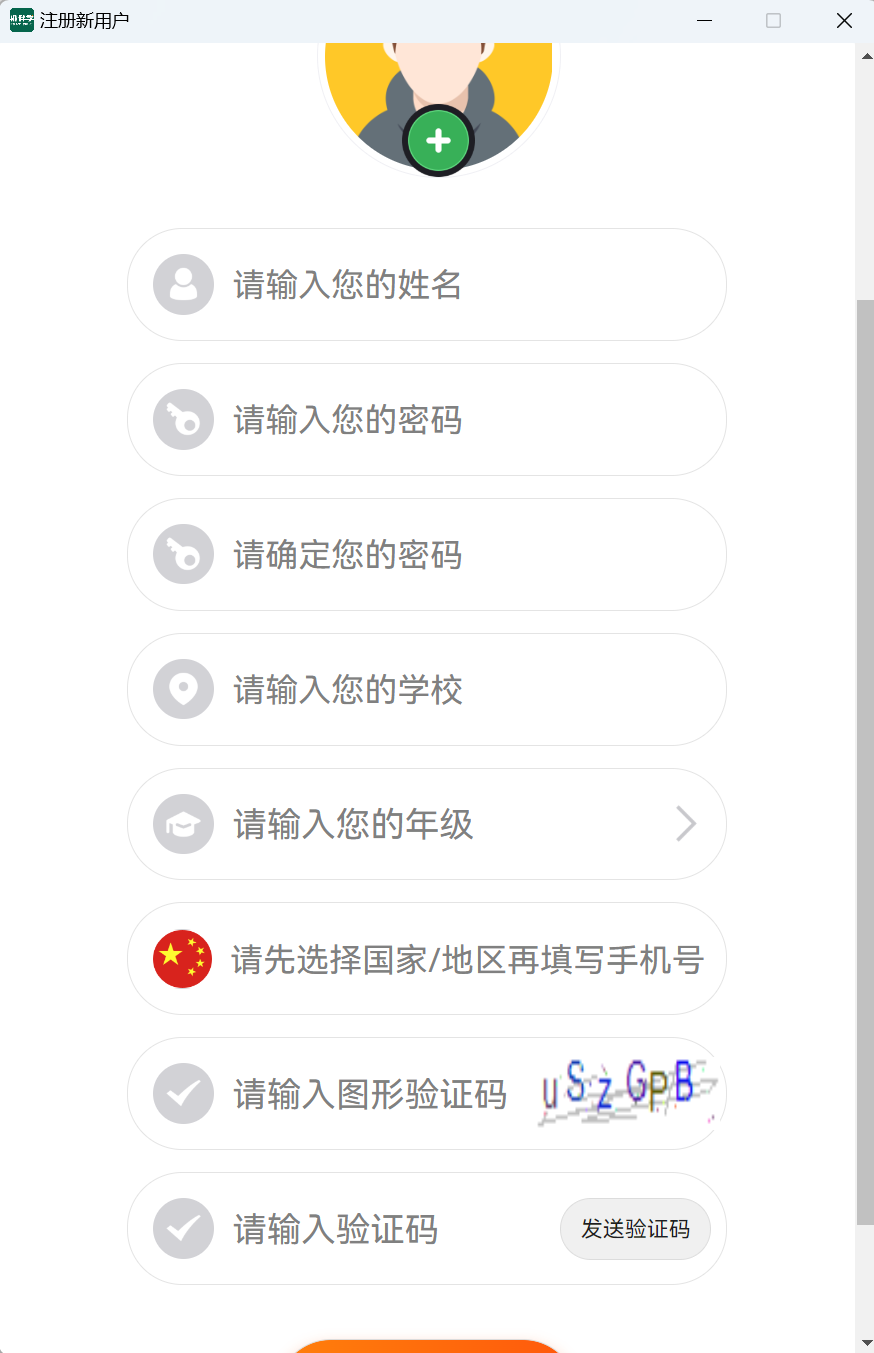 注册新用户
请输入您的姓名
请输入您的密码
请确定您的密码
请输入您的学校
请输入您的年级
请先选择国家/地区再填写手机号
请输入图形验证码 uSzGPB
请输入验证码 发送验证码